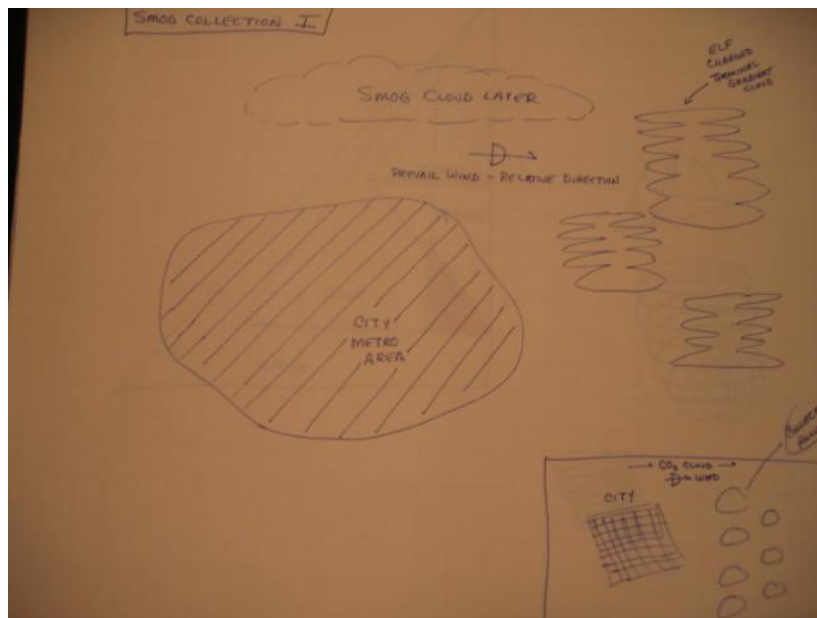 SMOG COLLECTION I
ELF
CHARGED
TERMINAL
GRADIENT
CLOUD
SMOG CLOUD LAYER
PREVAIL WIND - RELATIVE DIRECTION
CITY
METRO
AREA
CO₂ CLOUD
WIND
CITY